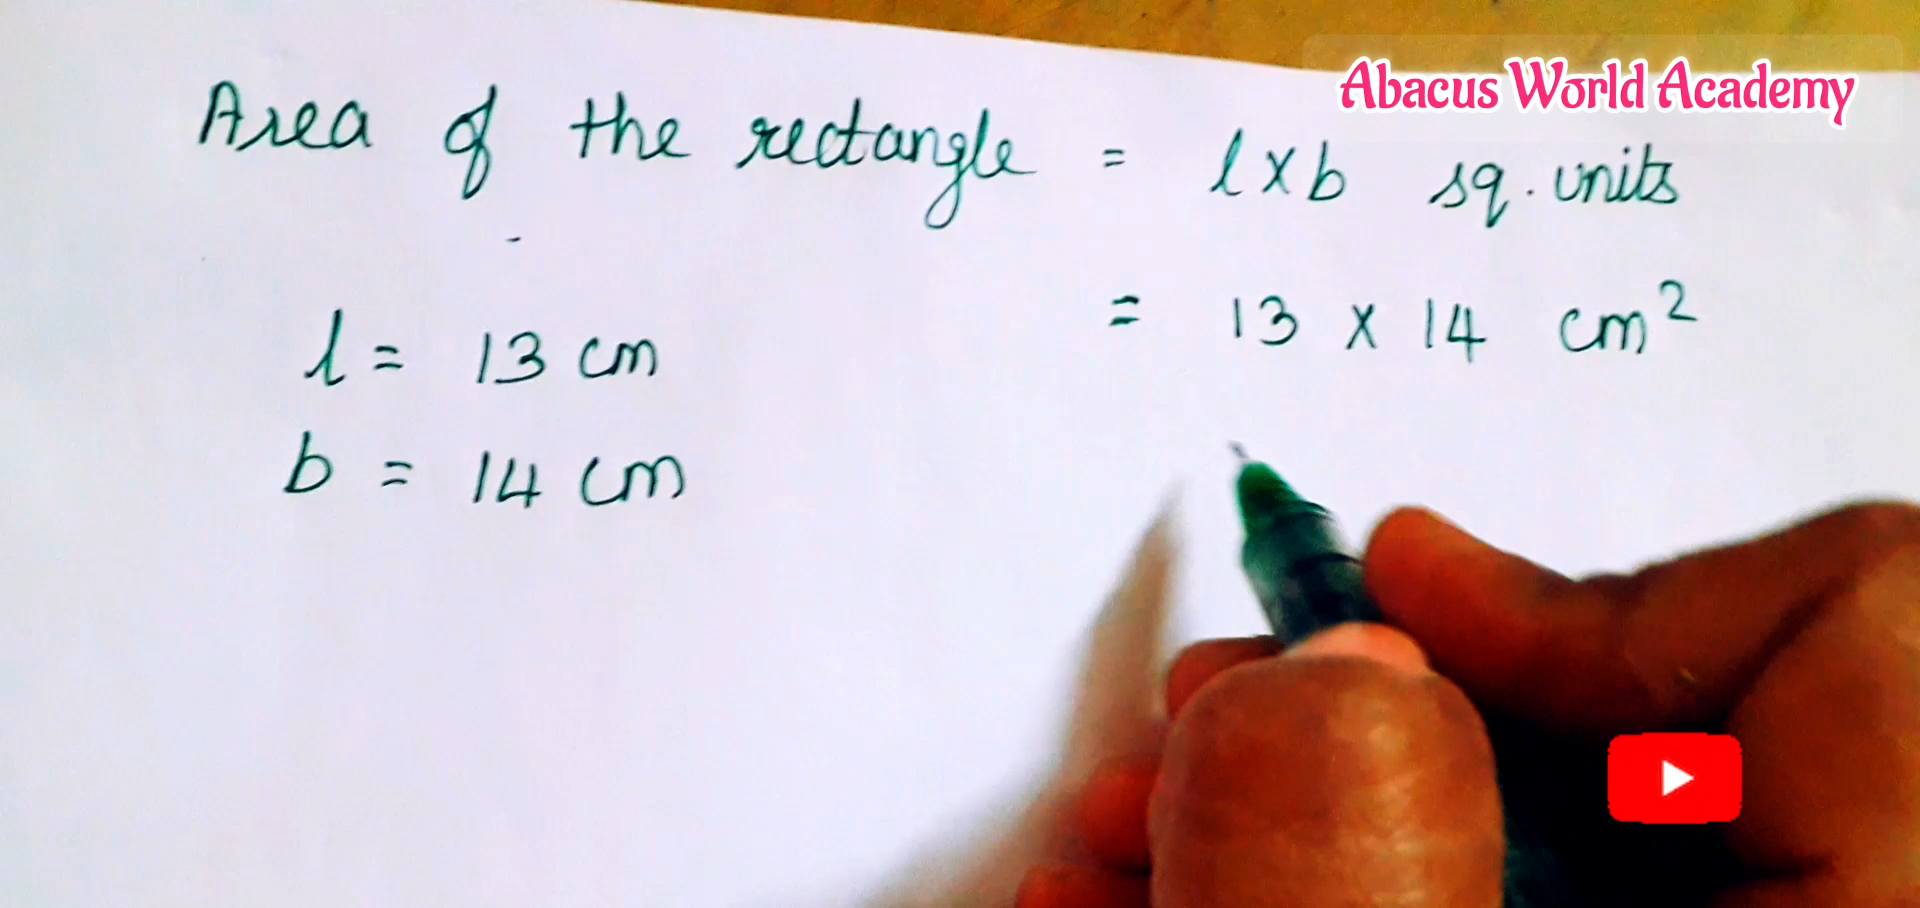 Abacus World Academy
Area of the rectangle = l x b sq. units
= 13 x 14 cm²
l = 13 cm
b = 14 cm